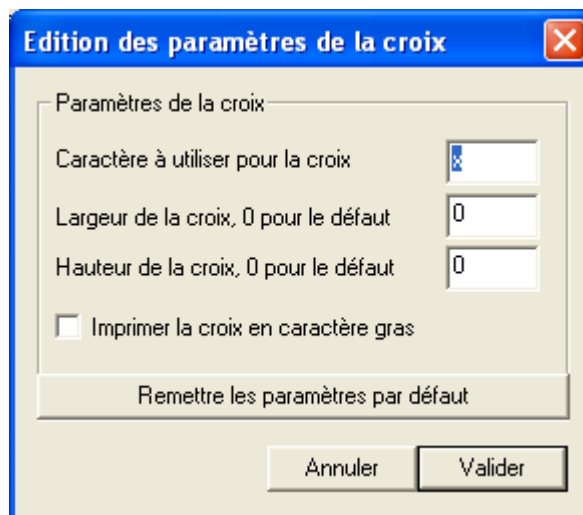 Edition des paramètres de la croix
Paramètres de la croix
Caractère à utiliser pour la croix x
Largeur de la croix, 0 pour le défaut 0
Hauteur de la croix, 0 pour le défaut 0
Imprimer la croix en caractère gras
Remettre les paramètres par défaut
Annuler Valider